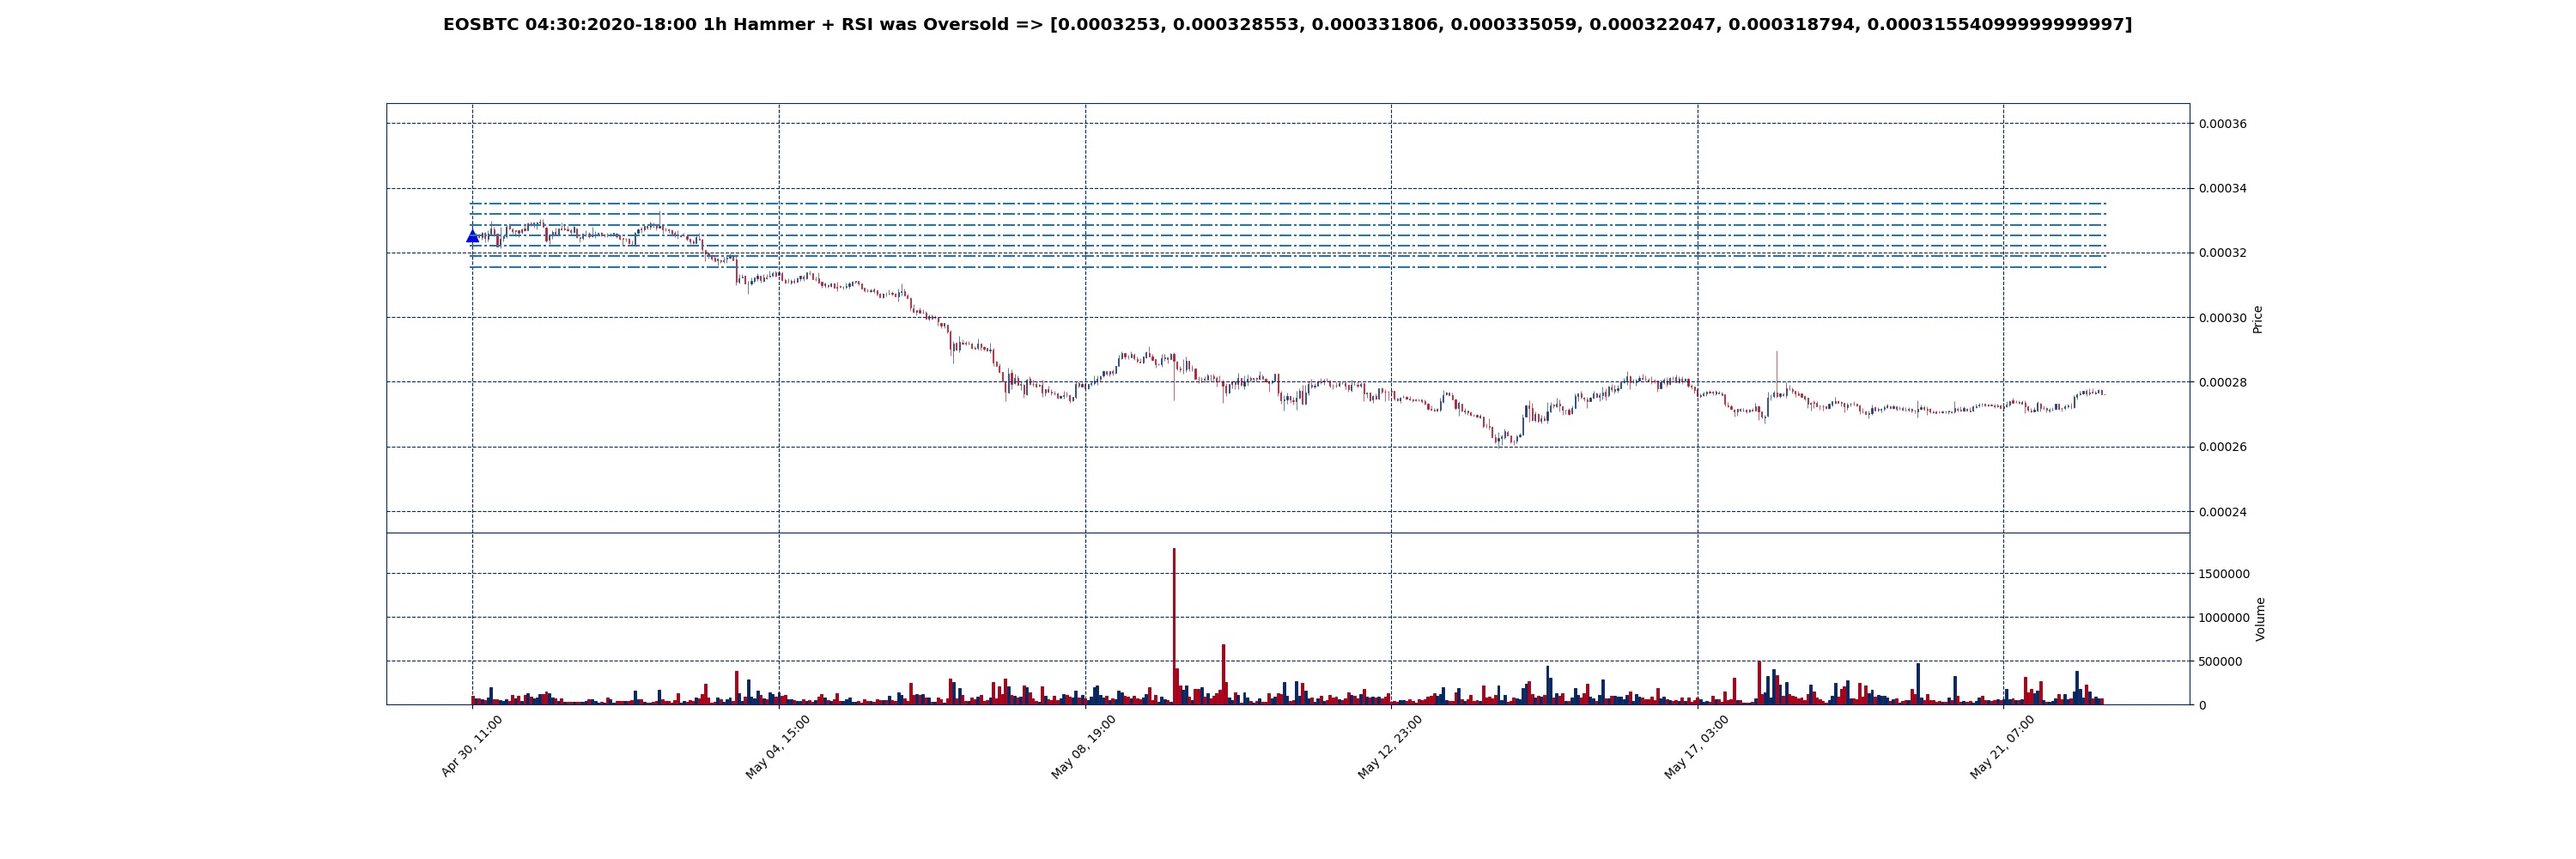 EOSBTC 04:30:2020-18:00 1h Hammer + RSI was Oversold => [0.0003253, 0.000328553, 0.000331806, 0.000335059, 0.000322047, 0.000318794, 0.00031554099999999997]
0.00036
0.00034
0.00032
0.00030
0.00028
0.00026
0.00024
Price
1500000
1000000
500000
0
Volume
Apr 30, 11:00
May 04, 15:00
May 08, 19:00
May 12, 23:00
May 17, 03:00
May 21, 07:00